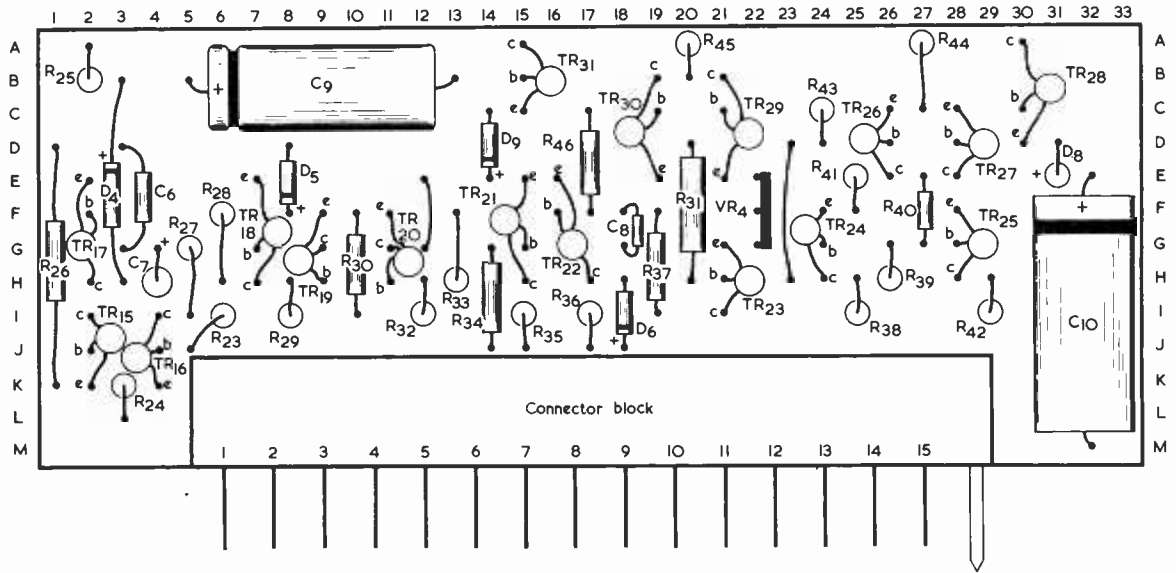 1 2 3 4 5 6 7 8 9 10 11 12 13 14 15 16 17 18 19 20 21 22 23 24 25 26 27 28 29 30 31 32 33
A R45 R44 A
R25 c TR31 c
B + C9 b c c TR28 B
TR30 TR29 R43 b
C e b b TR26 e e C
D9 R46 b b e
D + D5 D8 D
D4 C6 e R28 e + TR21 e e R31 e e VR4 R41 c c TR27 +
E E
F b TR18 e TR20 e C8 e R40 TR25 e + F
R27 c c b b R37 c TR24
G TR17 + b b b TR22 b b b G
R26 C7 R30
H c c TR19 e c R33 c c c TR23 c R39 c H
R34 R36 D6
I TR15 c c R23 R29 R32 R35 c R38 R42 C10 I
J b b + J
TR16
K e e K
R24
L Connector block L
M 1 2 3 4 5 6 7 8 9 10 11 12 13 14 15 M